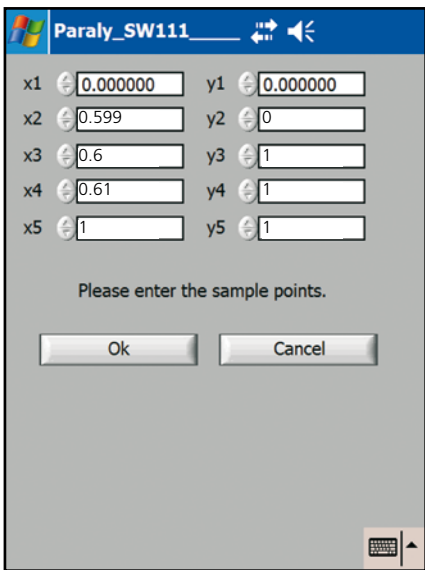 Paraly_SW111_____
x1 0.000000 y1 0.000000
x2 0.599 y2 0
x3 0.6 y3 1
x4 0.61 y4 1
x5 1 y5 1
Please enter the sample points.
Ok Cancel